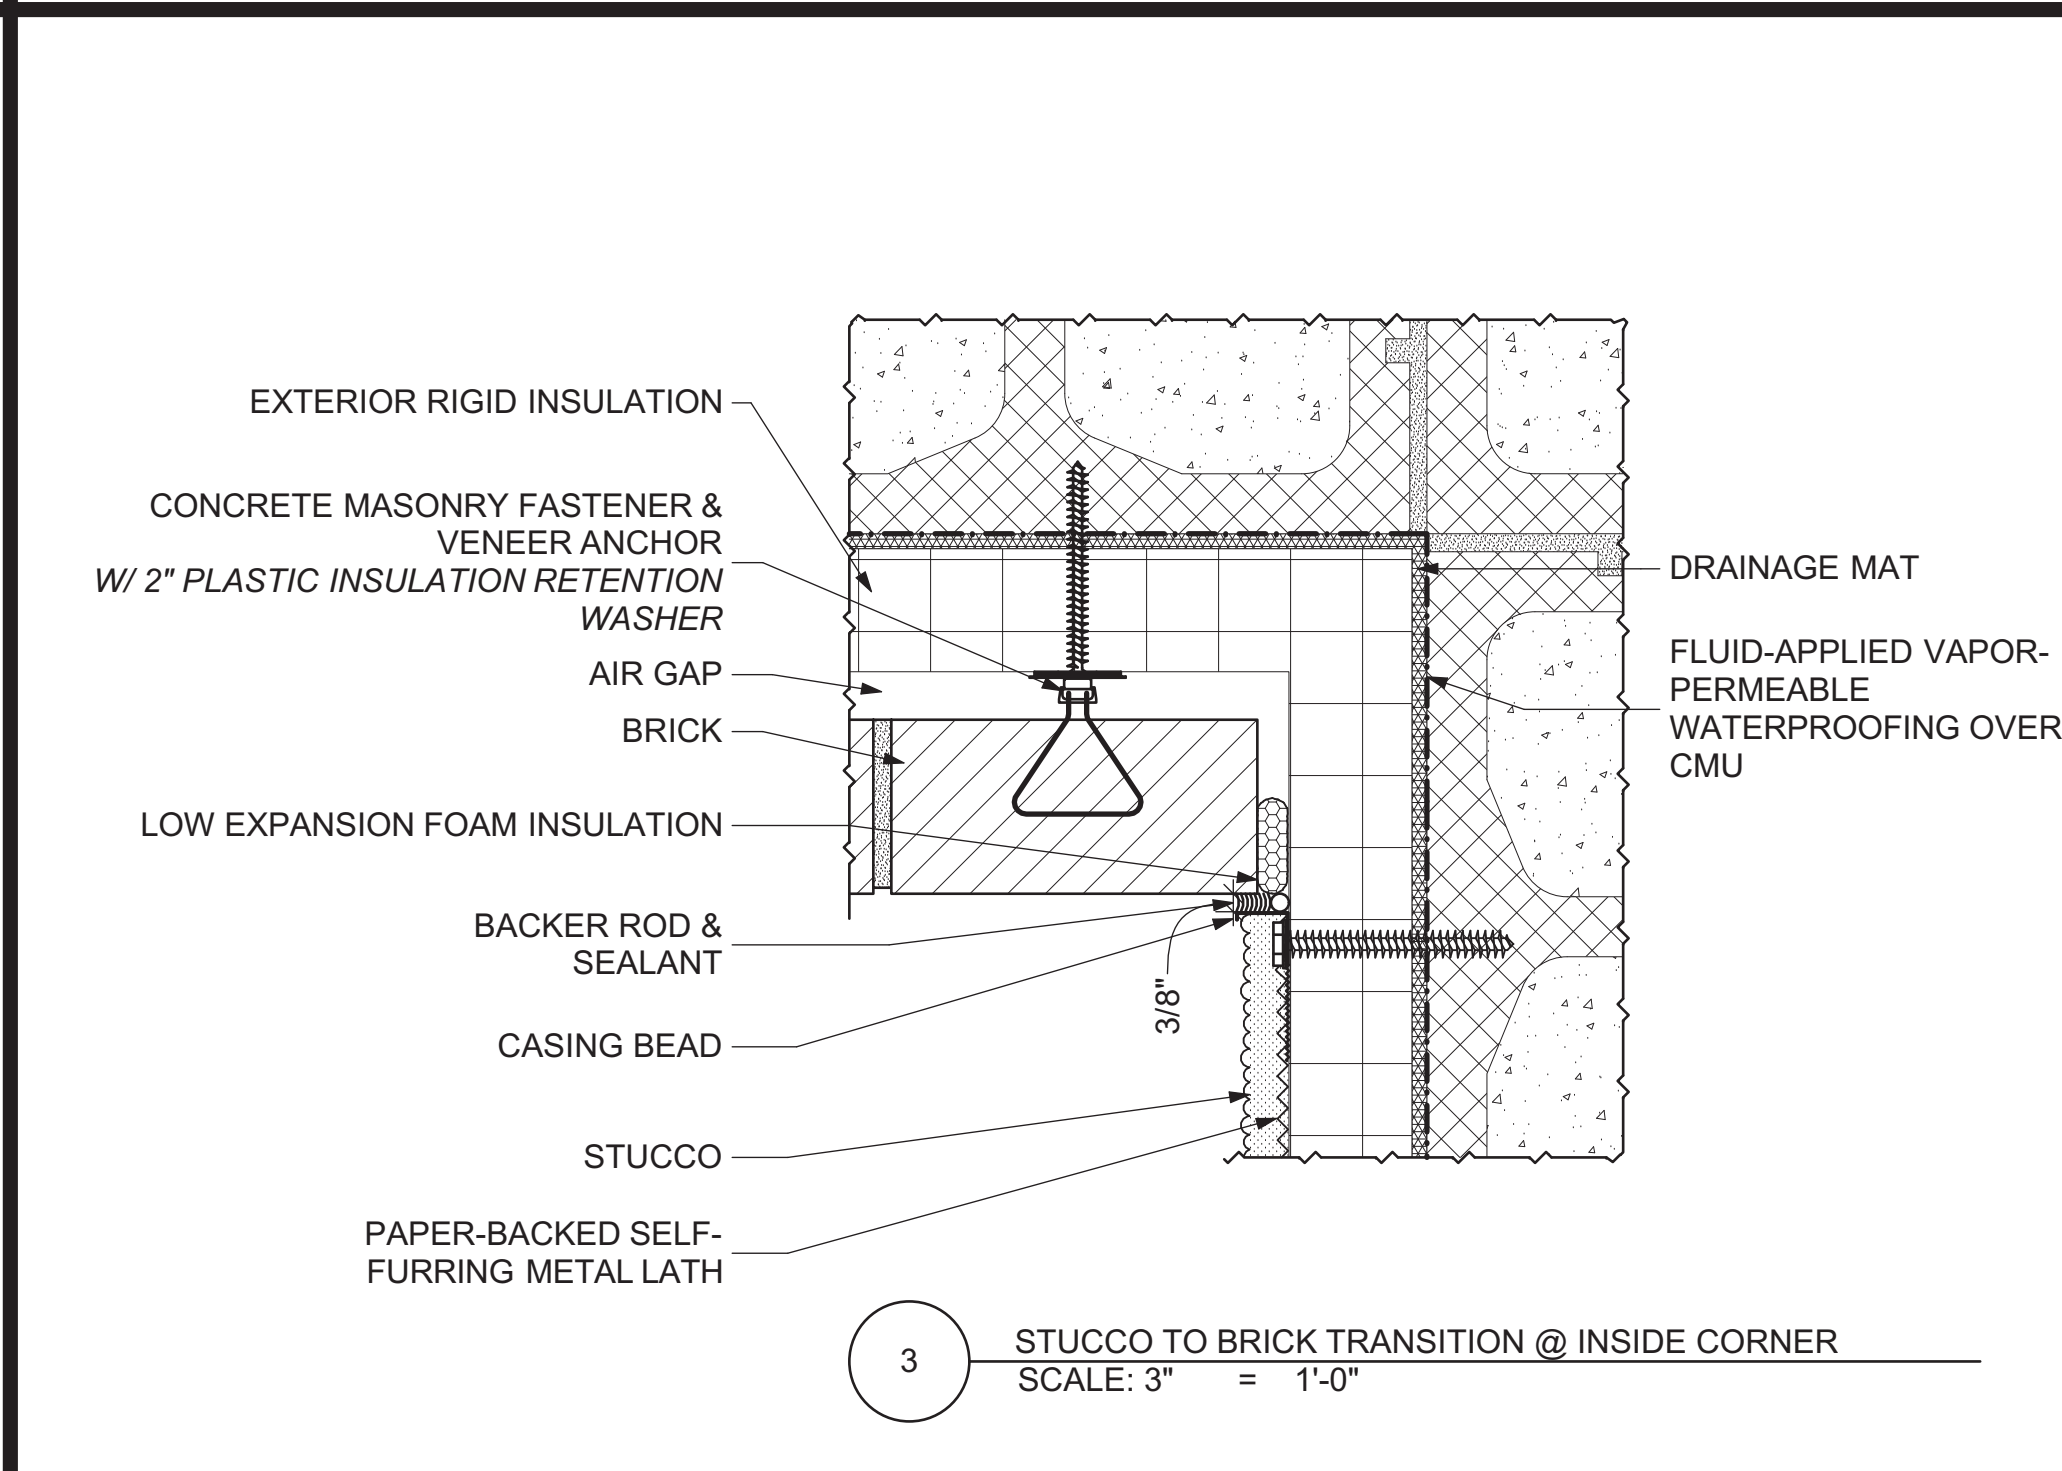 EXTERIOR RIGID INSULATION
CONCRETE MASONRY FASTENER &
VENEER ANCHOR
W/ 2" PLASTIC INSULATION RETENTION
WASHER
AIR GAP
BRICK
LOW EXPANSION FOAM INSULATION
BACKER ROD &
SEALANT
CASING BEAD
STUCCO
PAPER-BACKED SELF-
FURRING METAL LATH
3/8"
DRAINAGE MAT
FLUID-APPLIED VAPOR-
PERMEABLE
WATERPROOFING OVER
CMU
3
STUCCO TO BRICK TRANSITION @ INSIDE CORNER
SCALE: 3" = 1'-0"